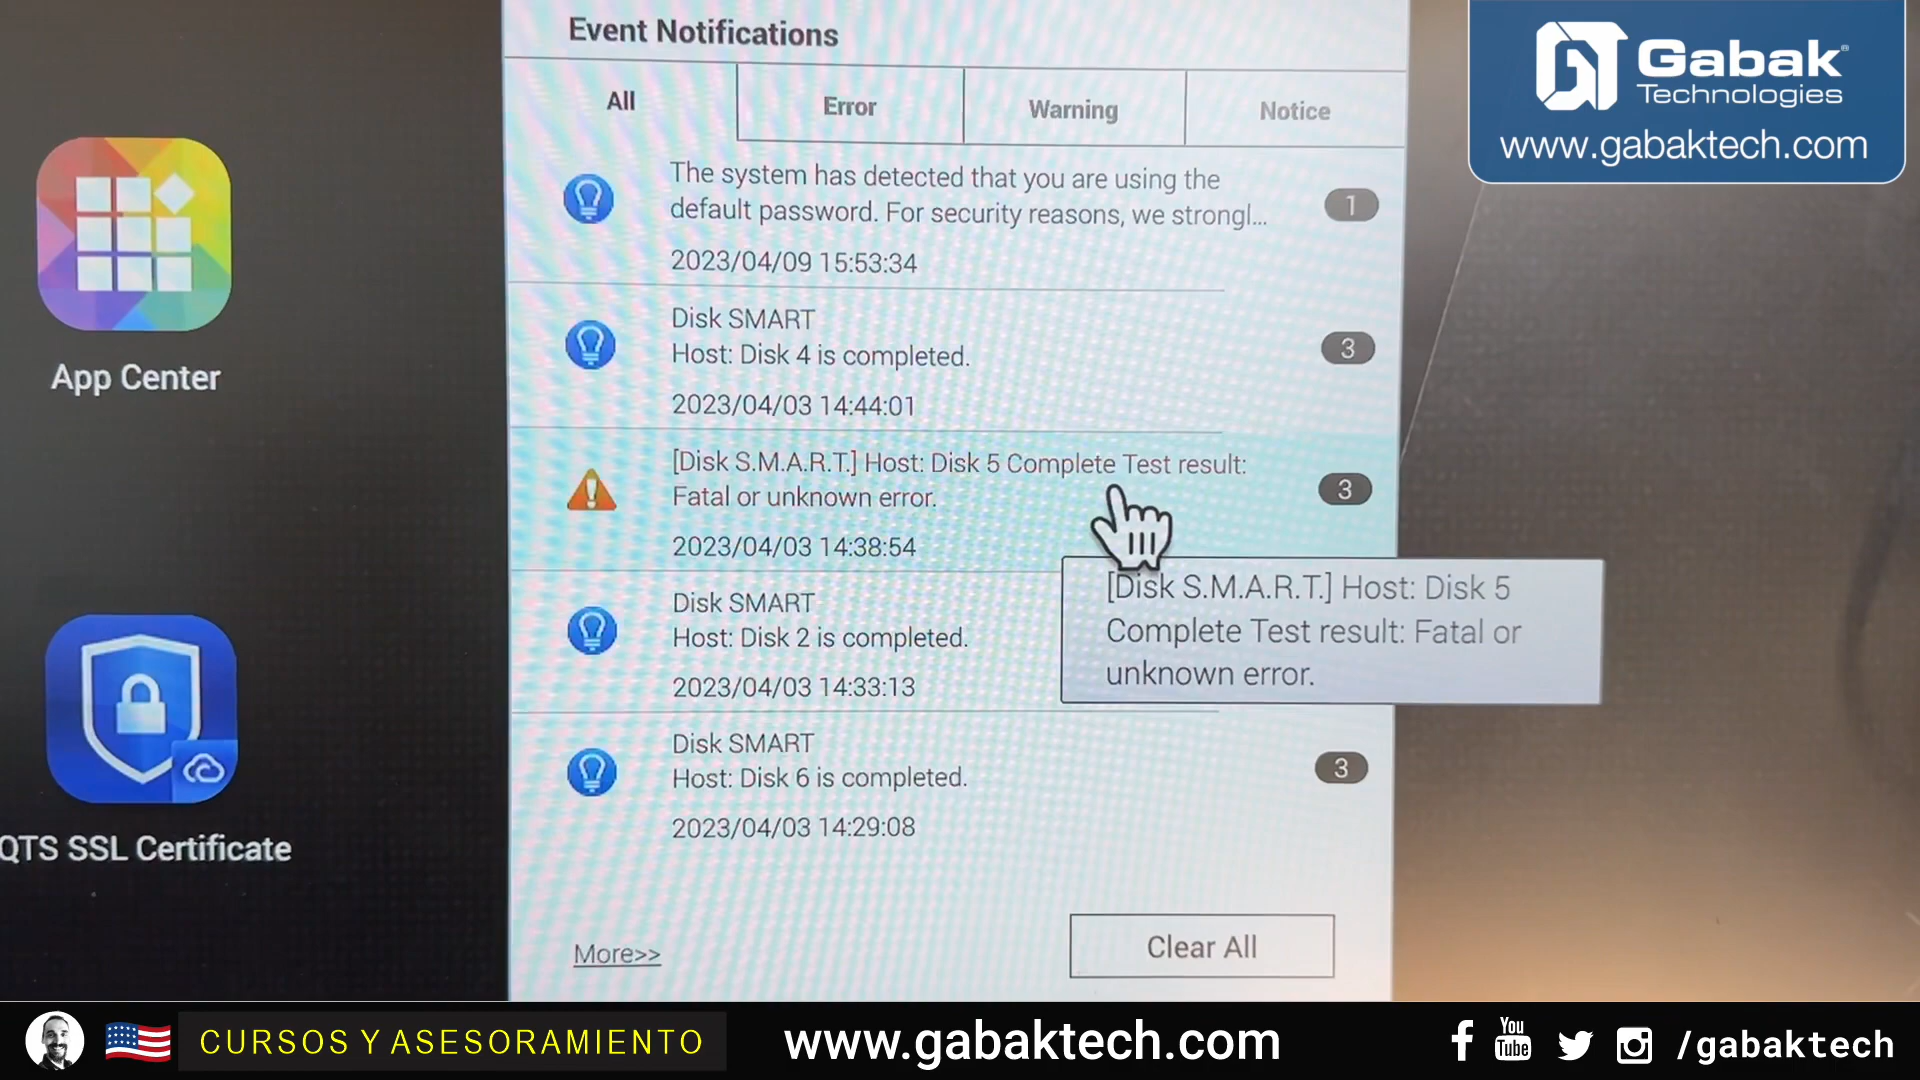 Event Notifications
All
Error
Warning
Notice
The system has detected that you are using the
default password. For security reasons, we strongl...
1
2023/04/09 15:53:34
Disk SMART
Host: Disk 4 is completed.
3
2023/04/03 14:44:01
[Disk S.M.A.R.T.] Host: Disk 5 Complete Test result:
Fatal or unknown error.
3
2023/04/03 14:38:54
[Disk S.M.A.R.T.] Host: Disk 5
Complete Test result: Fatal or
unknown error.
Disk SMART
Host: Disk 2 is completed.
2023/04/03 14:33:13
Disk SMART
Host: Disk 6 is completed.
3
2023/04/03 14:29:08
More>>
Clear All
App Center
QTS SSL Certificate
Gabak
Technologies
www.gabaktech.com
CURSOS Y ASESORAMIENTO
www.gabaktech.com
You
Tube
/gabaktech